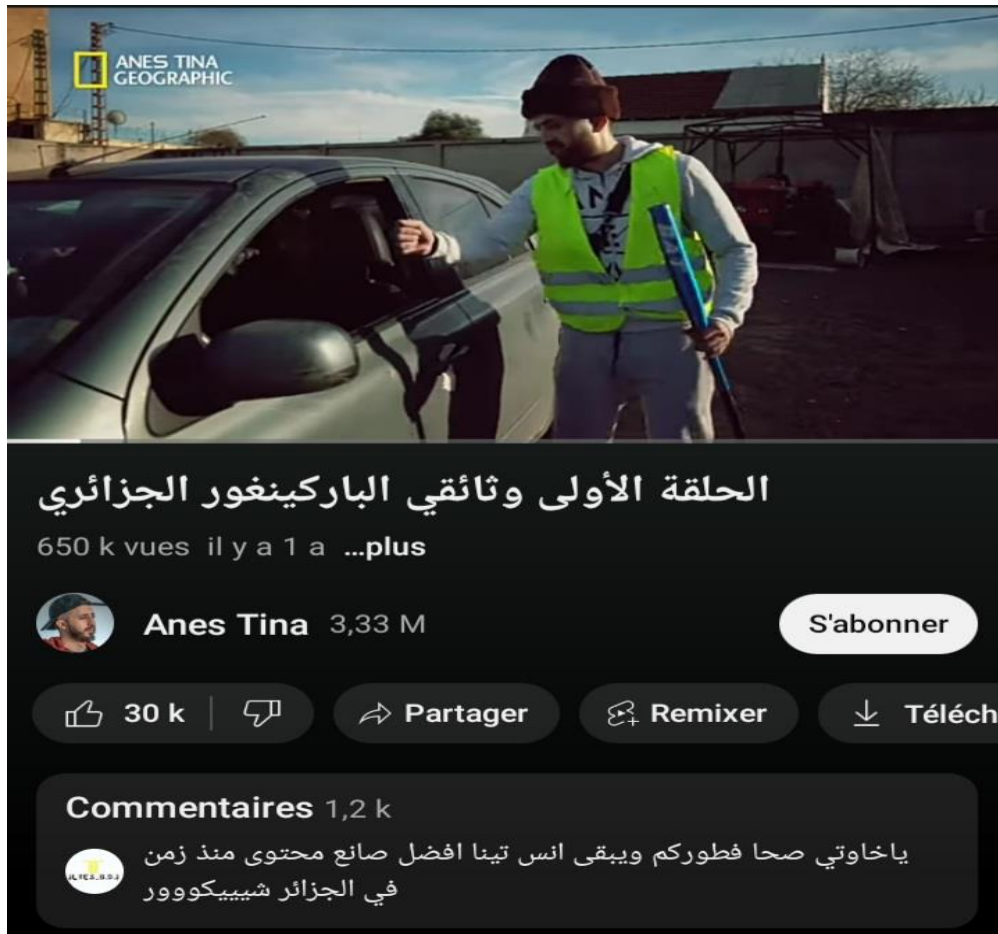 ANES TINA
GEOGRAPHIC
الحلقة الأولى وثائقي الباركينغور الجزائري
650 k vues il y a 1 a ...plus
Anes Tina 3,33 M
S'abonner
30 k
Partager
Remixer
Téléch
Commentaires 1,2 k
ياخاوتي صحا فطوركم ويبقى انس تينا افضل صانع محتوى منذ زمن
في الجزائر شيييكووور